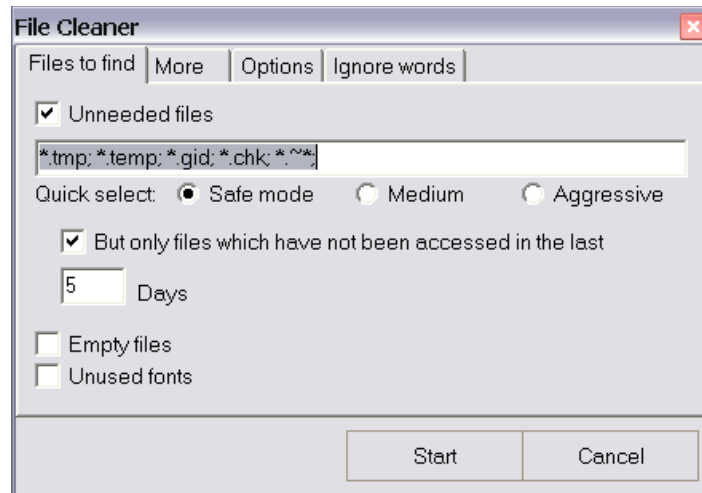 File Cleaner
Files to find More Options Ignore words
Unneeded files
*.tmp; *.temp; *.gid; *.chk; *.~*;
Quick select: Safe mode Medium Aggressive
But only files which have not been accessed in the last
5 Days
Empty files
Unused fonts
Start Cancel